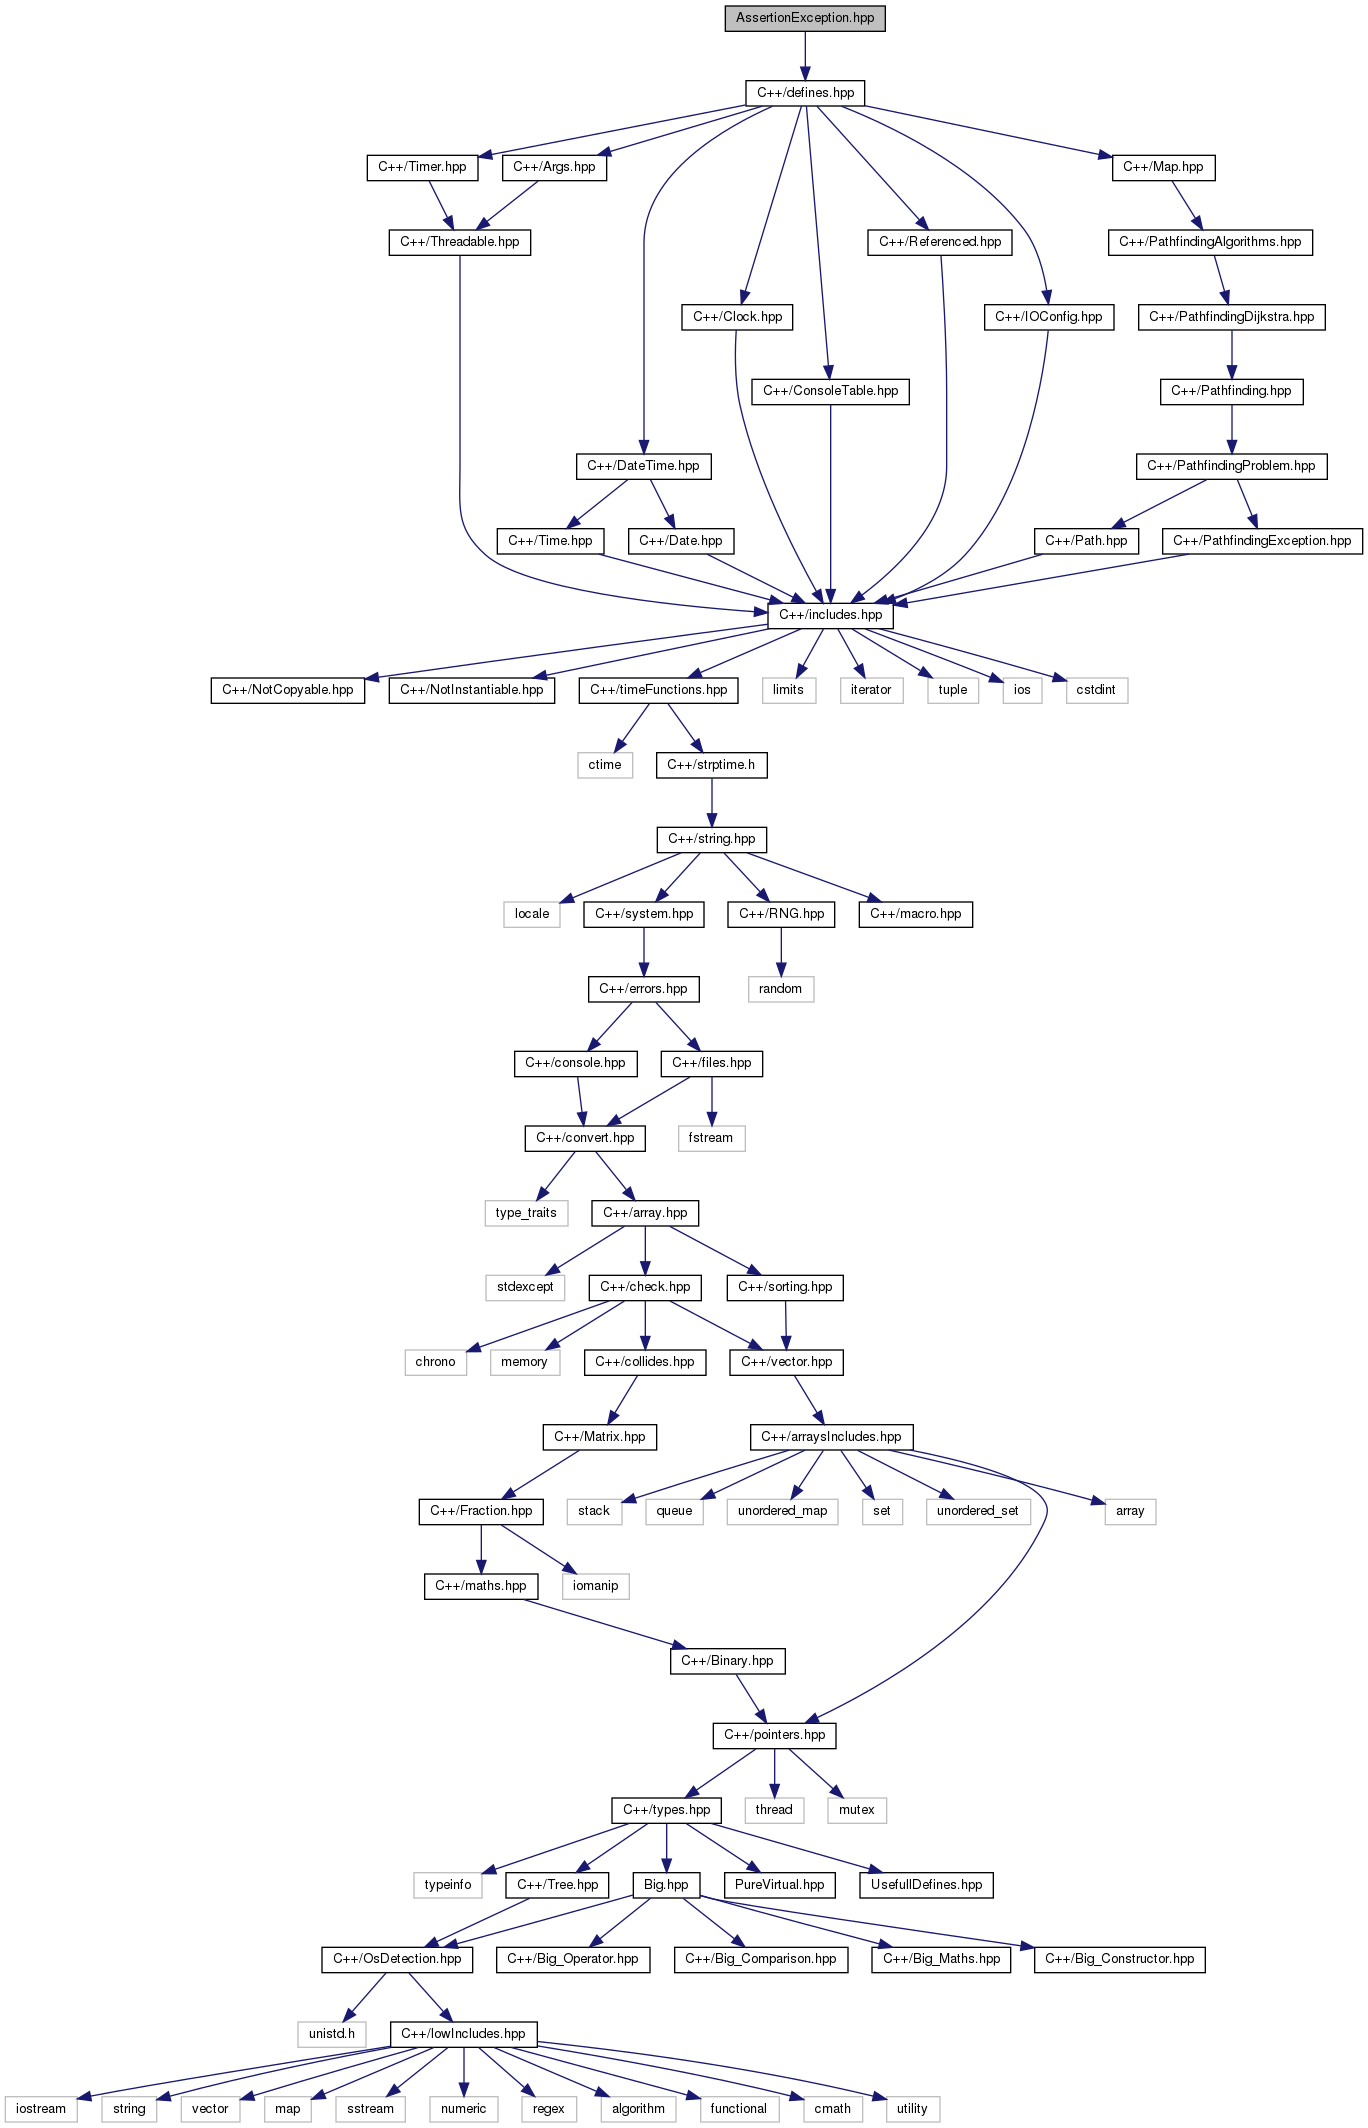 AssertionException.hpp
C++/defines.hpp
C++/Timer.hpp
C++/Args.hpp
C++/Map.hpp
C++/Threadable.hpp
C++/Referenced.hpp
C++/PathfindingAlgorithms.hpp
C++/Clock.hpp
C++/IOConfig.hpp
C++/PathfindingDijkstra.hpp
C++/ConsoleTable.hpp
C++/Pathfinding.hpp
C++/DateTime.hpp
C++/PathfindingProblem.hpp
C++/Time.hpp
C++/Date.hpp
C++/Path.hpp
C++/PathfindingException.hpp
C++/includes.hpp
C++/NotCopyable.hpp
C++/NotInstantiable.hpp
C++/timeFunctions.hpp
limits
iterator
tuple
ios
cstdint
ctime
C++/strptime.h
C++/string.hpp
locale
C++/system.hpp
C++/RNG.hpp
C++/macro.hpp
C++/errors.hpp
random
C++/console.hpp
C++/files.hpp
C++/convert.hpp
fstream
type_traits
C++/array.hpp
stdexcept
C++/check.hpp
C++/sorting.hpp
chrono
memory
C++/collides.hpp
C++/vector.hpp
C++/Matrix.hpp
C++/arraysIncludes.hpp
C++/Fraction.hpp
stack
queue
unordered_map
set
unordered_set
array
C++/maths.hpp
iomanip
C++/Binary.hpp
C++/pointers.hpp
C++/types.hpp
thread
mutex
typeinfo
C++/Tree.hpp
Big.hpp
PureVirtual.hpp
UsefullDefines.hpp
C++/OsDetection.hpp
C++/Big_Operator.hpp
C++/Big_Comparison.hpp
C++/Big_Maths.hpp
C++/Big_Constructor.hpp
unistd.h
C++/lowIncludes.hpp
iostream
string
vector
map
sstream
numeric
regex
algorithm
functional
cmath
utility